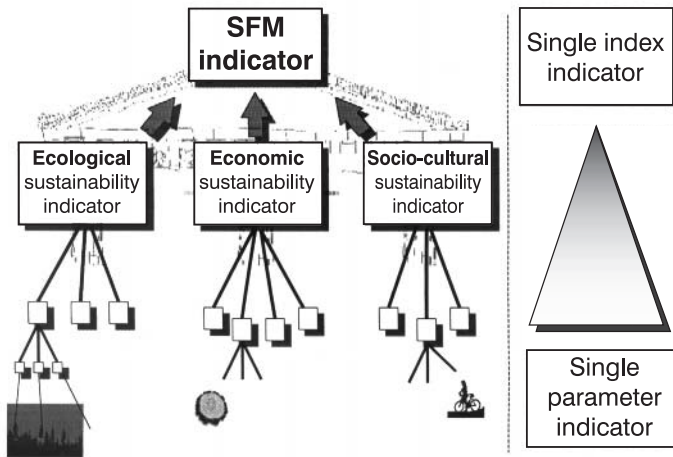 SFM
indicator
Ecological
sustainability
indicator
Economic
sustainability
indicator
Socio-cultural
sustainability
indicator
Single index
indicator
Single
parameter
indicator